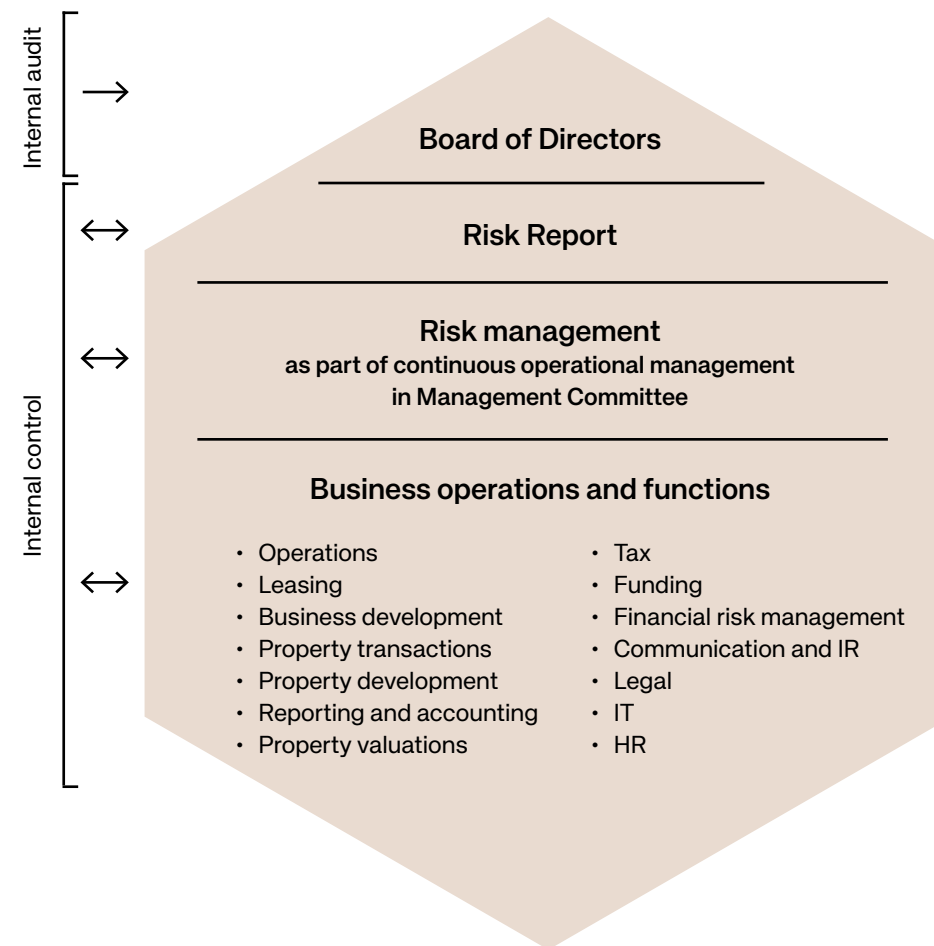 Internal audit
Board of Directors
Internal control
Risk Report
Risk management
as part of continuous operational management
in Management Committee
Business operations and functions
• Operations
• Leasing
• Business development
• Property transactions
• Property development
• Reporting and accounting
• Property valuations
• Tax
• Funding
• Financial risk management
• Communication and IR
• Legal
• IT
• HR